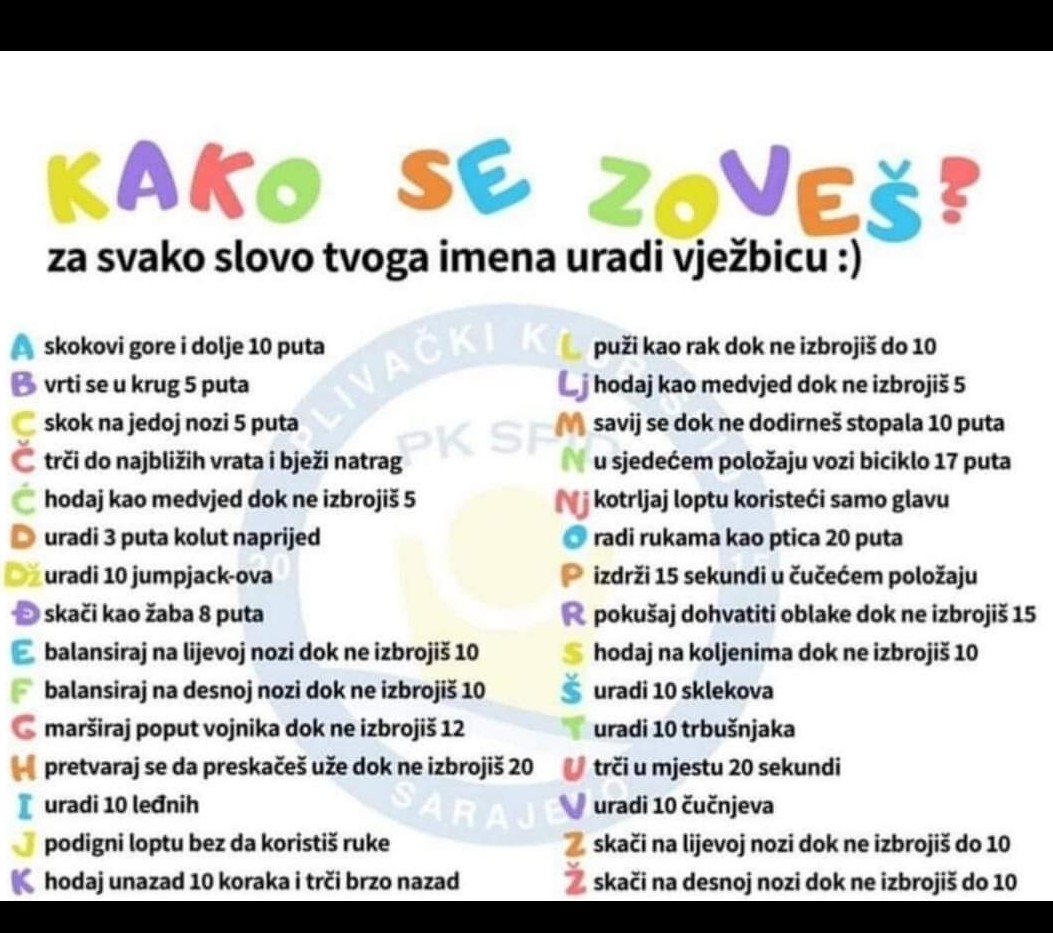 KAKO SE ZOVEŠ?
za svako slovo tvoga imena uradi vježbicu :)
A skokovi gore i dolje 10 puta
B vrti se u krug 5 puta
C skok na jedoj nozi 5 puta
Č trči do najbližih vrata i bježi natrag
Ć hodaj kao medvjed dok ne izbrojiš 5
D uradi 3 puta kolut naprijed
Dž uradi 10 jumpjack-ova
Đ skači kao žaba 8 puta
E balansiraj na lijevoj nozi dok ne izbrojiš 10
F balansiraj na desnoj nozi dok ne izbrojiš 10
G marširaj poput vojnika dok ne izbrojiš 12
H pretvaraj se da preskačeš uže dok ne izbrojiš 20
I uradi 10 leđnih
J podigni loptu bez da koristiš ruke
K hodaj unazad 10 koraka i trči brzo nazad
L puži kao rak dok ne izbrojiš do 10
Lj hodaj kao medvjed dok ne izbrojiš 5
M savij se dok ne dodirneš stopala 10 puta
N u sjedećem položaju vozi biciklo 17 puta
Nj kotrljaj loptu koristeći samo glavu
O radi rukama kao ptica 20 puta
P izdrži 15 sekundi u čučećem položaju
R pokušaj dohvatiti oblake dok ne izbrojiš 15
S hodaj na koljenima dok ne izbrojiš 10
Š uradi 10 sklekova
T uradi 10 trbušnjaka
U trči u mjestu 20 sekundi
V uradi 10 čučnjeva
Z skači na lijevoj nozi dok ne izbrojiš do 10
Ž skači na desnoj nozi dok ne izbrojiš do 10
PLIVAČKI KLUB
PK SPID
20 15
SARAJEVO